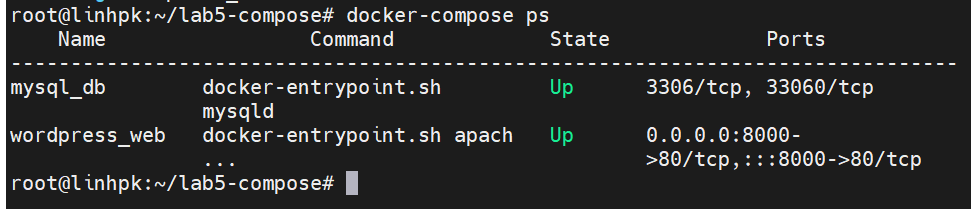 root@linhpk:~/lab5-compose# docker-compose ps
    Name                 Command             State             Ports
-------------------------------------------------------------------------------
mysql_db        docker-entrypoint.sh         Up      3306/tcp, 33060/tcp
                mysqld
wordpress_web   docker-entrypoint.sh apach   Up      0.0.0.0:8000-
                ...                                  >80/tcp,:::8000->80/tcp
root@linhpk:~/lab5-compose#